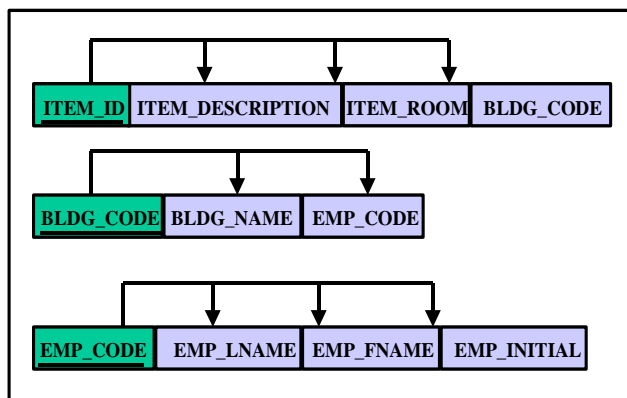 ITEM_ID ITEM_DESCRIPTION ITEM_ROOM BLDG_CODE
BLDG_CODE BLDG_NAME EMP_CODE
EMP_CODE EMP_LNAME EMP_FNAME EMP_INITIAL